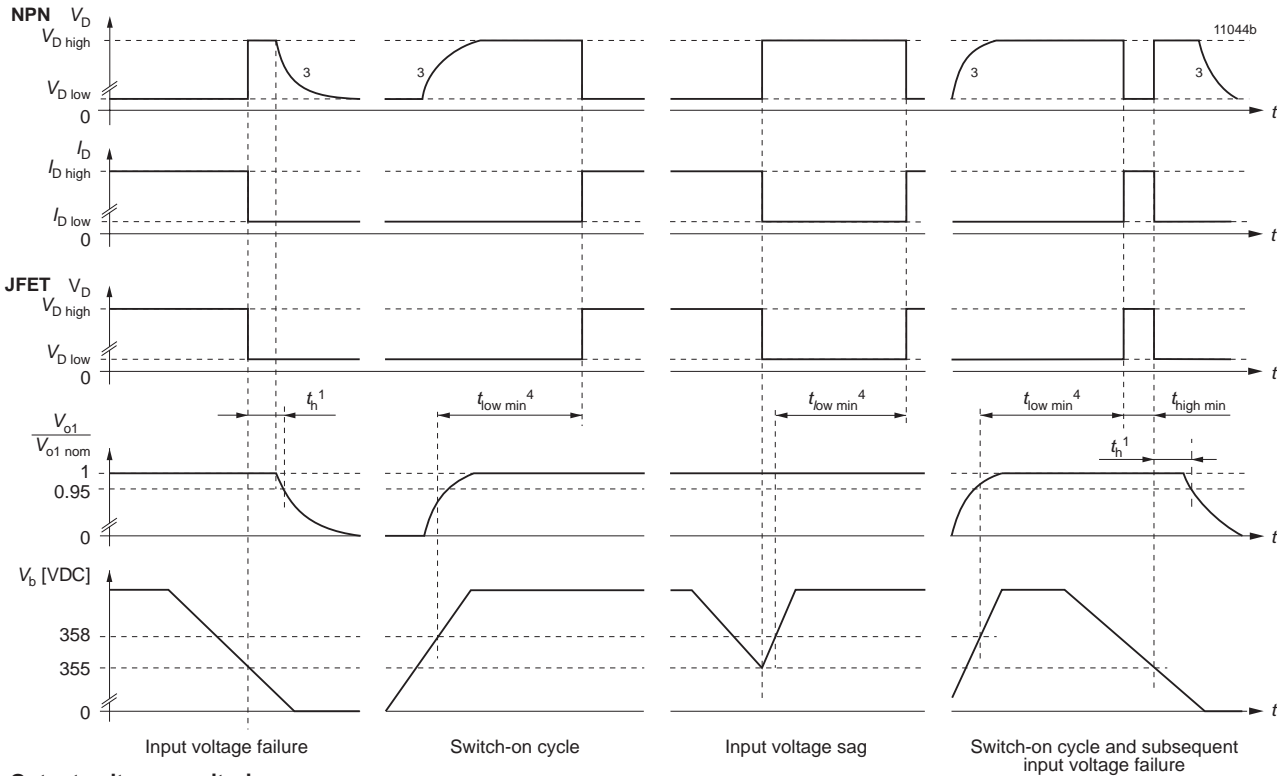 NPN V_D
11044b
V_D high
3
3
3
3
V_D low
0
t
I_D
I_D high
I_D low
0
t
JFET V_D
V_D high
V_D low
0
t
t_h^1
t_low min^4
t_low min^4
t_low min^4
t_high min
V_o1
V_o1 nom
t_h^1
1
0.95
0
t
V_b [VDC]
358
355
0
t
Input voltage failure
Switch-on cycle
Input voltage sag
Switch-on cycle and subsequent
input voltage failure